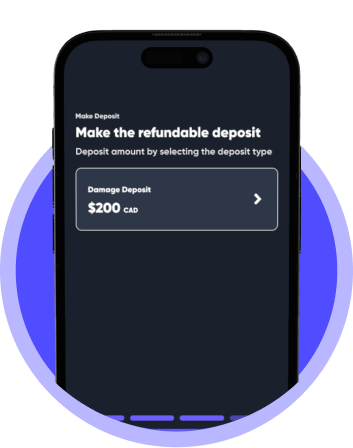 Make Deposit
Make the refundable deposit
Deposit amount by selecting the deposit type
Damage Deposit
$200 CAD